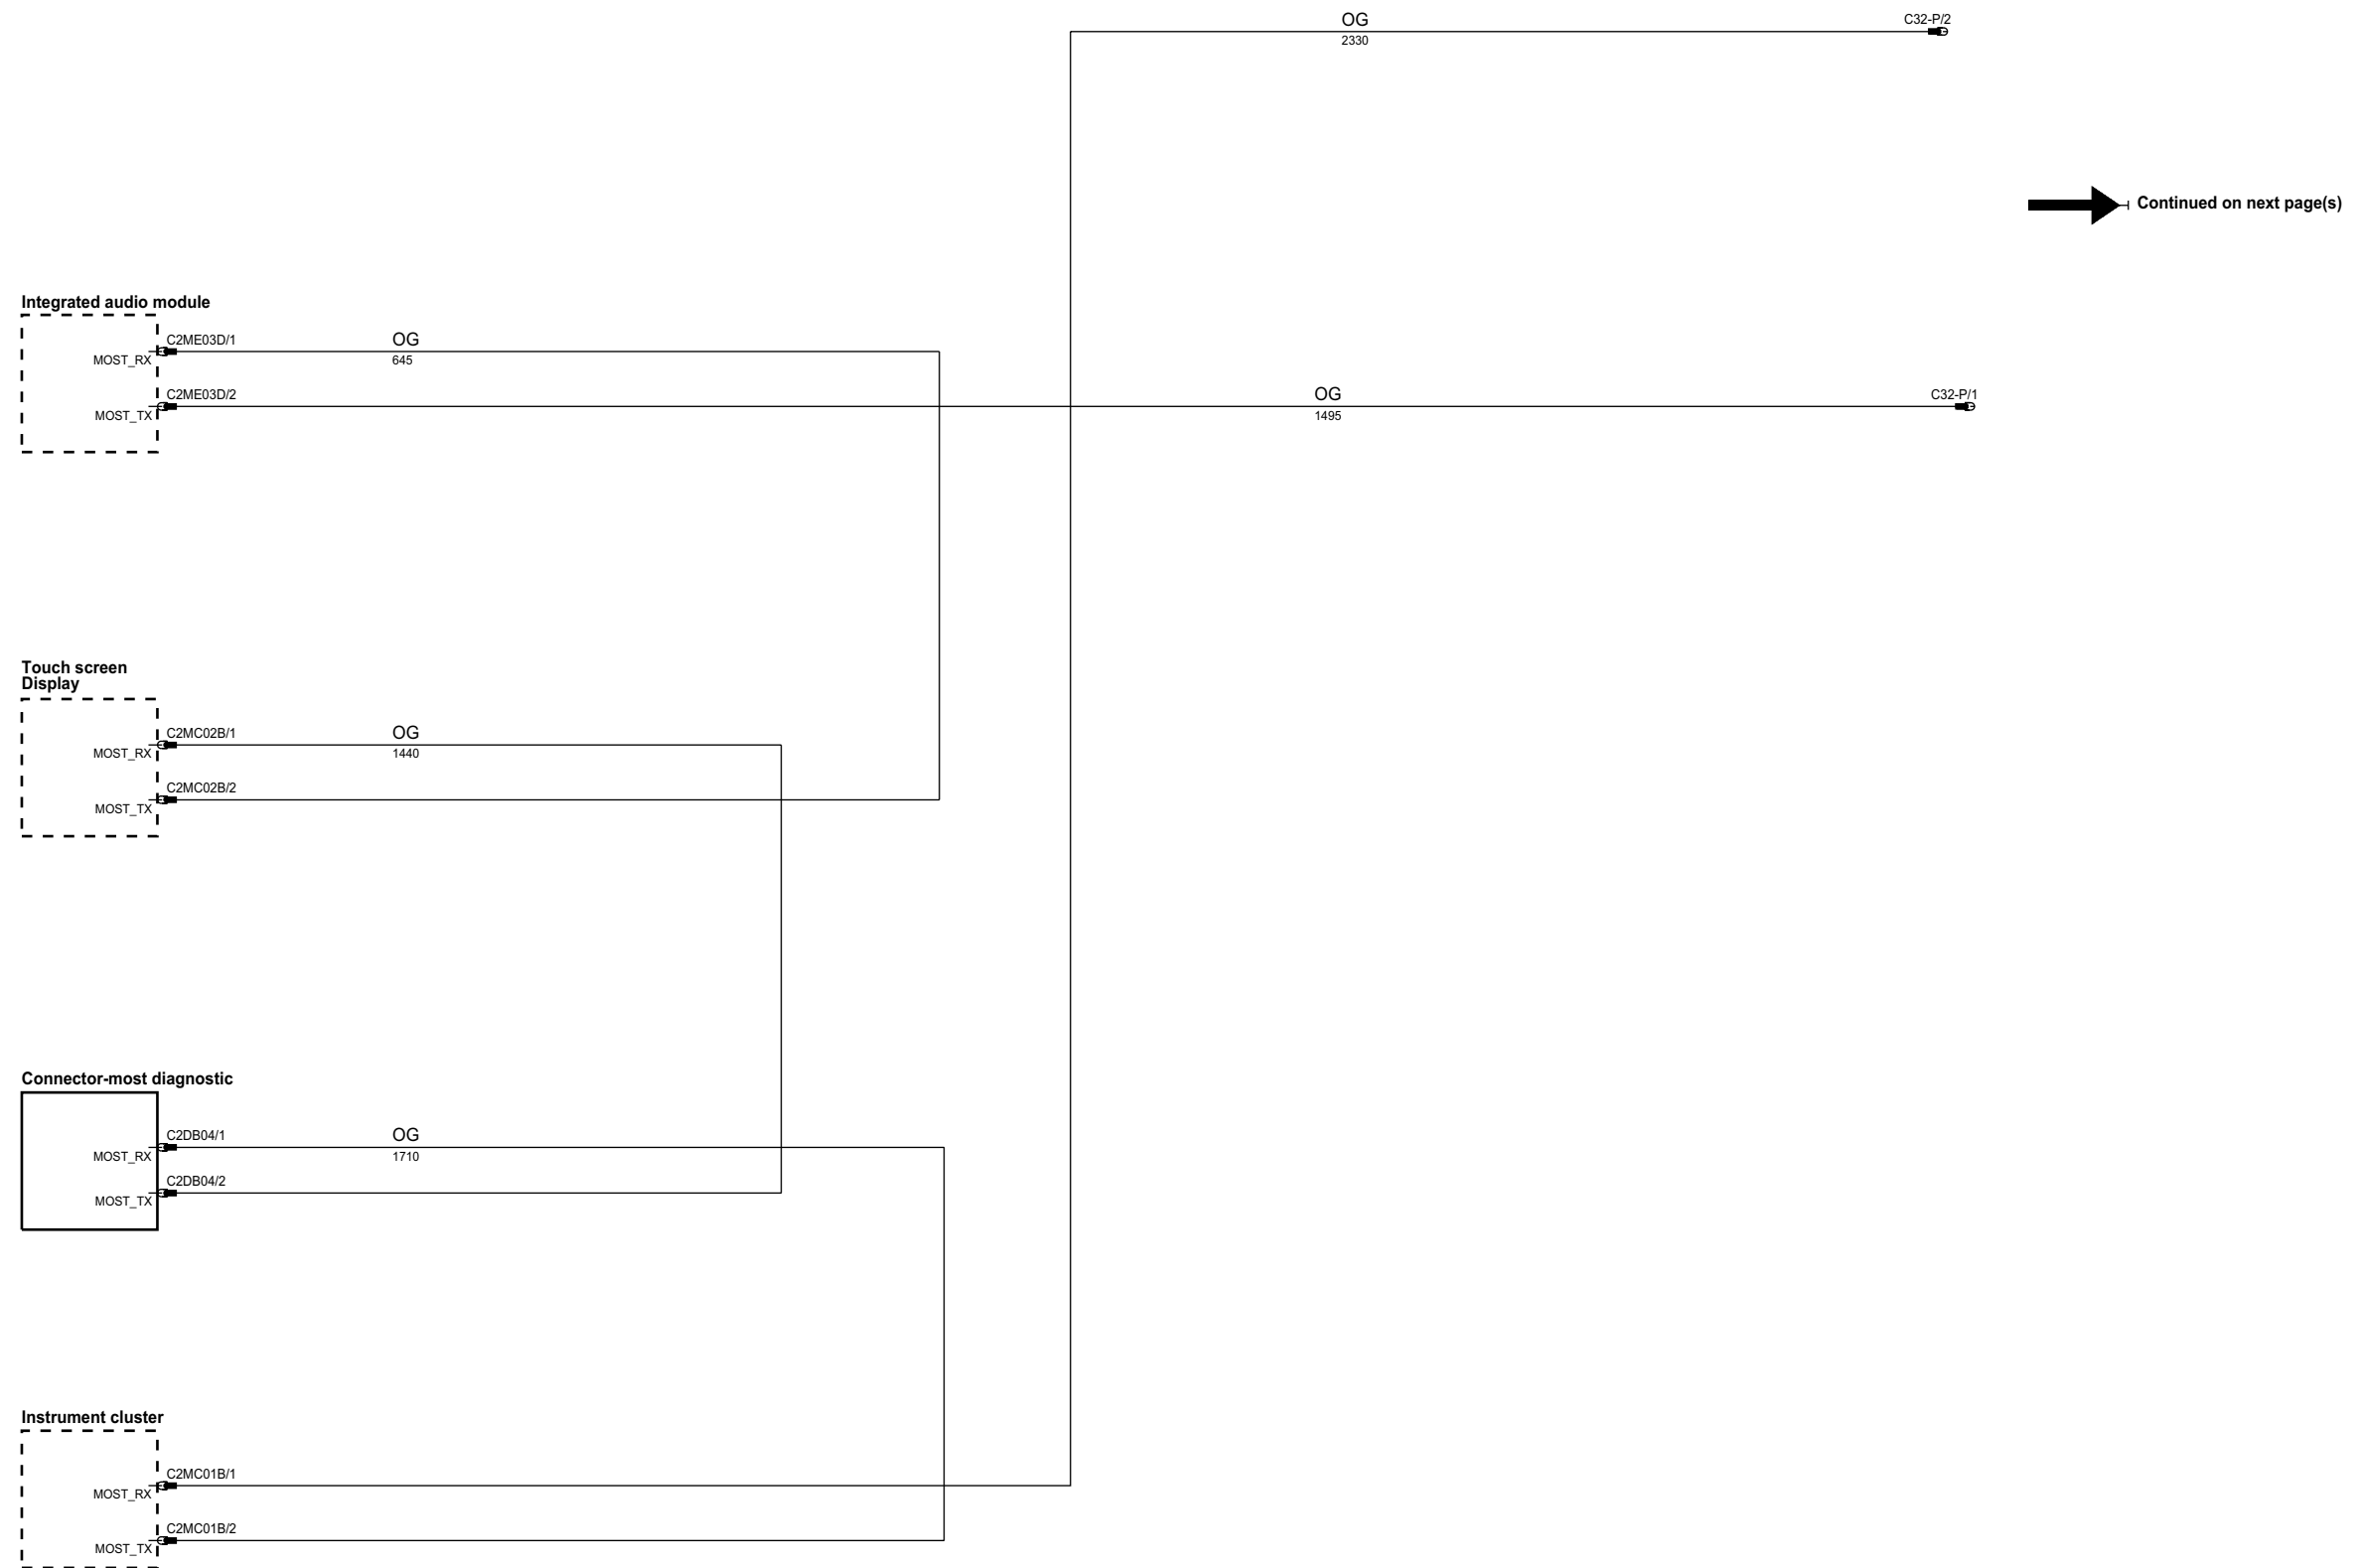 OG
C32-P/2
2330
Continued on next page(s)
Integrated audio module
C2ME03D/1
OG
MOST_RX
645
C2ME03D/2
OG
C32-P/1
MOST_TX
1495
Touch screen
Display
C2MC02B/1
OG
MOST_RX
1440
C2MC02B/2
MOST_TX
Connector-most diagnostic
C2DB04/1
OG
MOST_RX
1710
C2DB04/2
MOST_TX
Instrument cluster
C2MC01B/1
MOST_RX
C2MC01B/2
MOST_TX